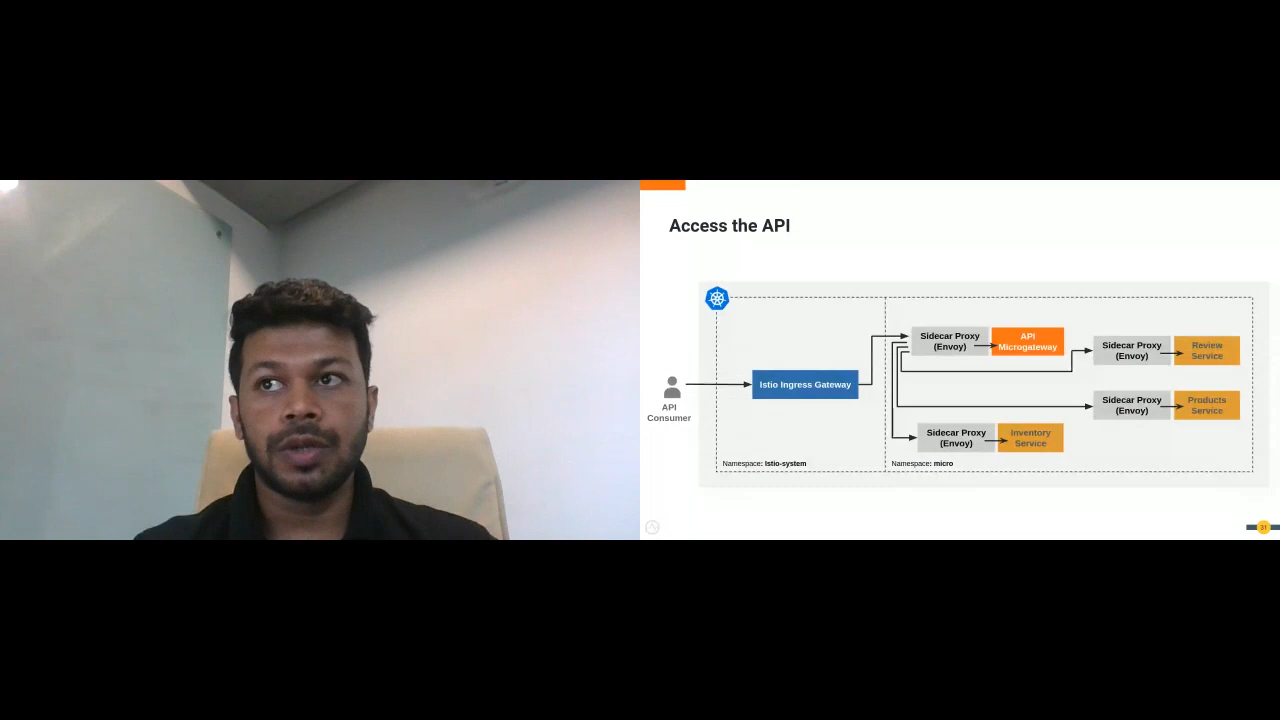 Access the API
Sidecar Proxy
(Envoy)
API
Microgateway
Sidecar Proxy
(Envoy)
Review
Service
Istio Ingress Gateway
API
Consumer
Sidecar Proxy
(Envoy)
Products
Service
Sidecar Proxy
(Envoy)
Inventory
Service
Namespace: Istio-system
Namespace: micro
31